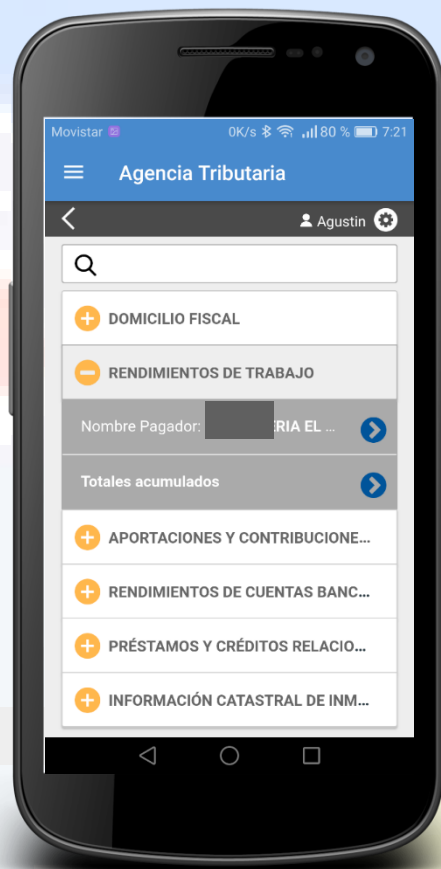 Movistar 0K/s 80 % 7:21
Agencia Tributaria
Agustin
DOMICILIO FISCAL
RENDIMIENTOS DE TRABAJO
Nombre Pagador: RIA EL ...
Totales acumulados
APORTACIONES Y CONTRIBUCIONE...
RENDIMIENTOS DE CUENTAS BANC...
PRÉSTAMOS Y CRÉDITOS RELACIO...
INFORMACIÓN CATASTRAL DE INM...